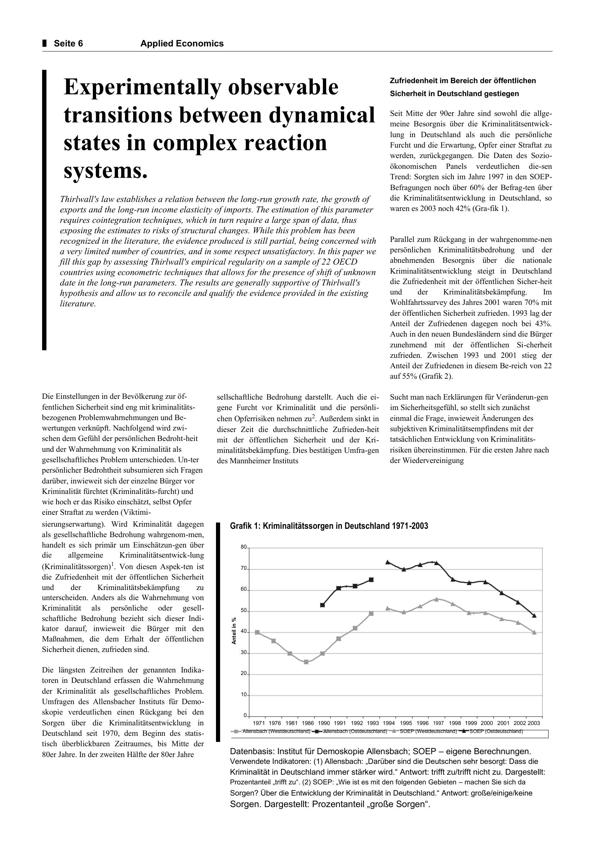 Seite 6 Applied Economics
Experimentally observable
transitions between dynamical
states in complex reaction
systems.
Thirlwall's law establishes a relation between the long-run growth rate, the growth of
exports and the long-run income elasticity of imports. The estimation of this parameter
requires cointegration techniques, which in turn require a large span of data, thus
exposing the estimates to risks of structural changes. While this problem has been
recognized in the literature, the evidence produced is still partial, being concerned with
a very limited number of countries, and in some respect unsatisfactory. In this paper we
fill this gap by assessing Thirlwall's empirical regularity on a sample of 22 OECD
countries using econometric techniques that allows for the presence of shift of unknown
date in the long-run parameters. The results are generally supportive of Thirlwall's
hypothesis and allow us to reconcile and qualify the evidence provided in the existing
literature.
Zufriedenheit im Bereich der öffentlichen
Sicherheit in Deutschland gestiegen
Seit Mitte der 90er Jahre sind sowohl die allge-
meine Besorgnis über die Kriminalitätsentwick-
lung in Deutschland als auch die persönliche
Furcht und die Erwartung, Opfer einer Straftat zu
werden, zurückgegangen. Die Daten des Sozio-
ökonomischen Panels verdeutlichen die-sen
Trend: Sorgten sich im Jahre 1997 in den SOEP-
Befragungen noch über 60% der Befrag-ten über
die Kriminalitätsentwicklung in Deutschland, so
waren es 2003 noch 42% (Gra-fik 1).
Parallel zum Rückgang in der wahrgenomme-nen
persönlichen Kriminalitätsbedrohung und der
abnehmenden Besorgnis über die nationale
Kriminalitätsentwicklung steigt in Deutschland
die Zufriedenheit mit der öffentlichen Sicher-heit
und der Kriminalitätsbekämpfung. Im
Wohlfahrtssurvey des Jahres 2001 waren 70% mit
der öffentlichen Sicherheit zufrieden. 1993 lag der
Anteil der Zufriedenen dagegen noch bei 43%.
Auch in den neuen Bundesländern sind die Bürger
zunehmend mit der öffentlichen Si-cherheit
zufrieden. Zwischen 1993 und 2001 stieg der
Anteil der Zufriedenen in diesem Be-reich von 22
auf 55% (Grafik 2).
Die Einstellungen in der Bevölkerung zur öf-
fentlichen Sicherheit sind eng mit kriminalitäts-
bezogenen Problemwahrnehmungen und Be-
wertungen verknüpft. Nachfolgend wird zwi-
schen dem Gefühl der persönlichen Bedroht-heit
und der Wahrnehmung von Kriminalität als
gesellschaftliches Problem unterschieden. Un-ter
persönlicher Bedrohtheit subsumieren sich Fragen
darüber, inwieweit sich der einzelne Bürger vor
Kriminalität fürchtet (Kriminalitäts-furcht) und
wie hoch er das Risiko einschätzt, selbst Opfer
einer Straftat zu werden (Viktimi-
sierungserwartung). Wird Kriminalität dagegen
als gesellschaftliche Bedrohung wahrgenom-men,
handelt es sich primär um Einschätzun-gen über
die allgemeine Kriminalitätsentwick-lung
(Kriminalitätssorgen)1. Von diesen Aspek-ten ist
die Zufriedenheit mit der öffentlichen Sicherheit
und der Kriminalitätsbekämpfung zu
unterscheiden. Anders als die Wahrnehmung von
Kriminalität als persönliche oder gesell-
schaftliche Bedrohung bezieht sich dieser Indi-
kator darauf, inwieweit die Bürger mit den
Maßnahmen, die dem Erhalt der öffentlichen
Sicherheit dienen, zufrieden sind.
Die längsten Zeitreihen der genannten Indika-
toren in Deutschland erfassen die Wahrnehmung
der Kriminalität als gesellschaftliches Problem.
Umfragen des Allensbacher Instituts für Demo-
skopie verdeutlichen einen Rückgang bei den
Sorgen über die Kriminalitätsentwicklung in
Deutschland seit 1970, dem Beginn des statis-
tisch überblickbaren Zeitraumes, bis Mitte der
80er Jahre. In der zweiten Hälfte der 80er Jahre
sellschaftliche Bedrohung darstellt. Auch die ei-
gene Furcht vor Kriminalität und die persönli-
chen Opferrisiken nehmen zu2. Außerdem sinkt in
dieser Zeit die durchschnittliche Zufrieden-heit
mit der öffentlichen Sicherheit und der Kri-
minalitätsbekämpfung. Dies bestätigen Umfra-gen
des Mannheimer Instituts
Sucht man nach Erklärungen für Veränderun-gen
im Sicherheitsgefühl, so stellt sich zunächst
einmal die Frage, inwieweit Änderungen des
subjektiven Kriminalitätsempfindens mit der
tatsächlichen Entwicklung von Kriminalitäts-
risiken übereinstimmen. Für die ersten Jahre nach
der Wiedervereinigung
Grafik 1: Kriminalitätssorgen in Deutschland 1971-2003
Anteil in %
80
70
60
50
40
30
20
10
0
1971 1976 1981 1986 1990 1991 1992 1993 1994 1995 1996 1997 1998 1999 2000 2001 2002 2003
Allensbach (Westdeutschland) Allensbach (Ostdeutschland) SOEP (Westdeutschland) SOEP (Ostdeutschland)
Datenbasis: Institut für Demoskopie Allensbach; SOEP – eigene Berechnungen.
Verwendete Indikatoren: (1) Allensbach: „Darüber sind die Deutschen sehr besorgt: Dass die
Kriminalität in Deutschland immer stärker wird.“ Antwort: trifft zu/trifft nicht zu. Dargestellt:
Prozentanteil „trifft zu“. (2) SOEP: „Wie ist es mit den folgenden Gebieten – machen Sie sich da
Sorgen? Über die Entwicklung der Kriminalität in Deutschland.“ Antwort: große/einige/keine
Sorgen. Dargestellt: Prozentanteil „große Sorgen“.